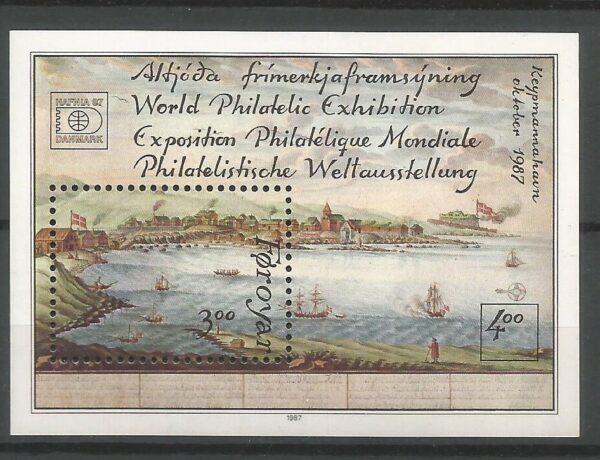 Altjóða frímerkjaframsýning
World Philatelic Exhibition
Exposition Philatélique Mondiale
Philatelistische Weltausstellung
HAFNIA 87
DANMARK
Keypmannahavn
oktober 1987
Føroyar
3.00
4.00
1987